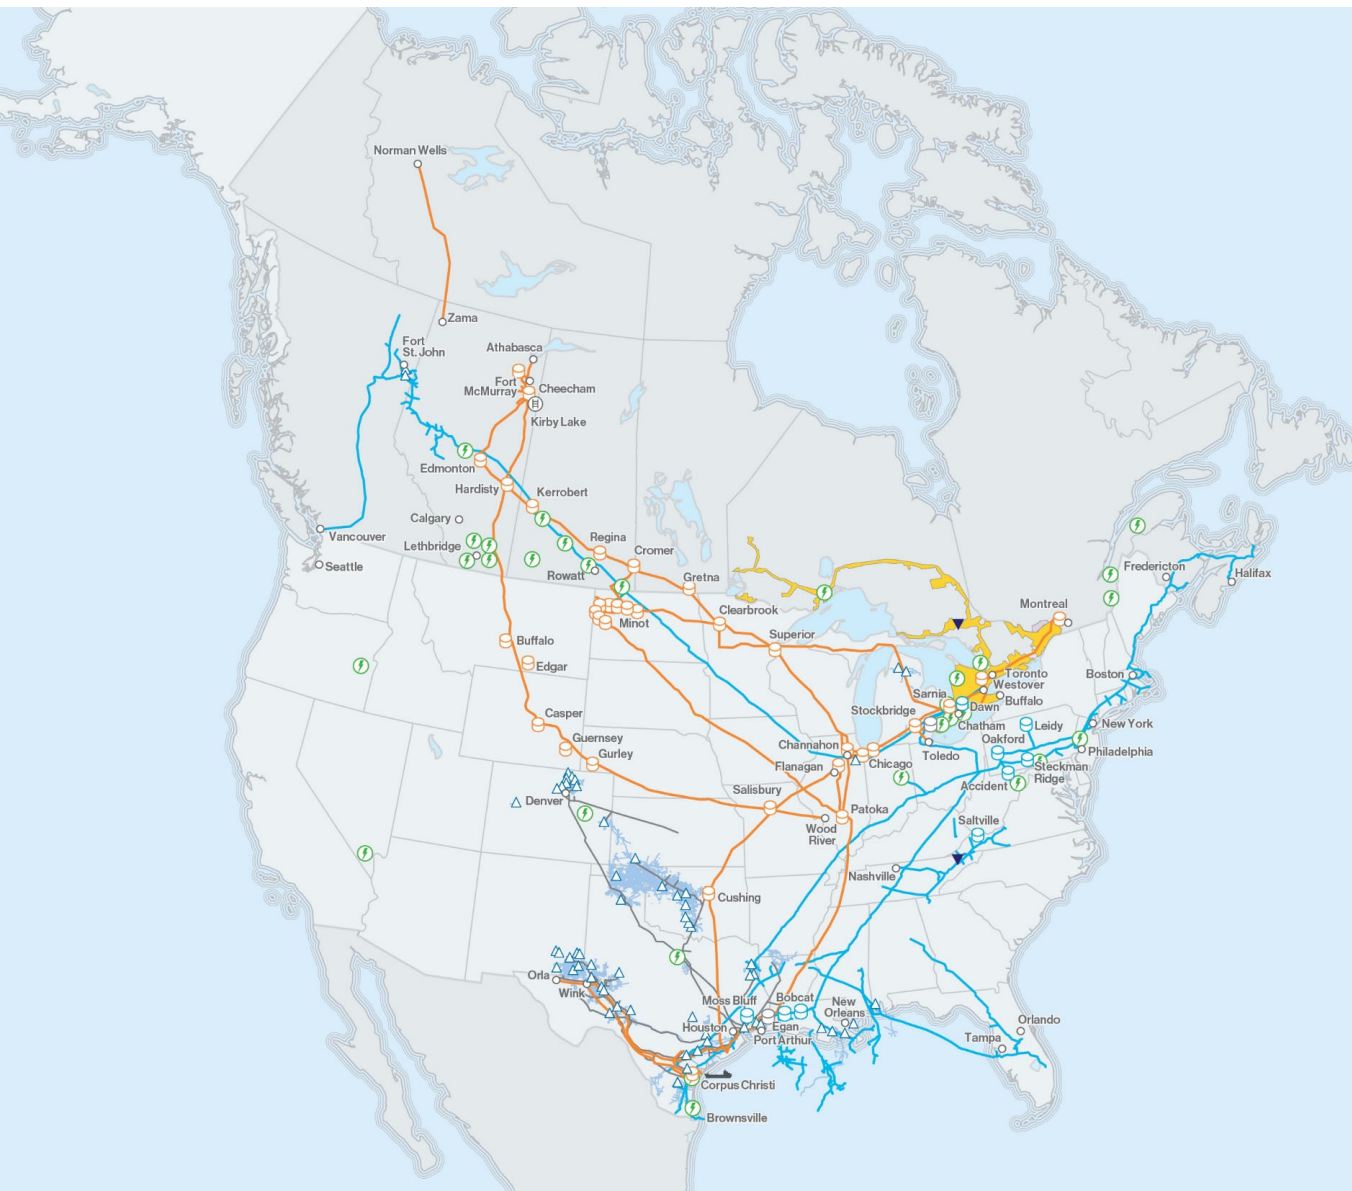 Norman Wells
Zama
Fort
St. John
Athabasca
Fort
McMurray
Cheecham
Kirby Lake
Edmonton
Hardisty
Kerrobert
Calgary
Vancouver
Lethbridge
Regina
Cromer
Seattle
Rowatt
Gretna
Fredericton
Halifax
Minot
Clearbrook
Montreal
Superior
Buffalo
Edgar
Toronto
Westover
Boston
Sarnia
Buffalo
Stockbridge
Dawn
Casper
Chatham
Leidy
New York
Guernsey
Channahon
Oakford
Philadelphia
Gurley
Toledo
Flanagan
Chicago
Steckman
Ridge
Accident
Salisbury
Denver
Patoka
Wood
River
Saltville
Nashville
Cushing
Orla
Wink
Moss Bluff
Bobcat
New
Orleans
Houston
Egan
Port Arthur
Orlando
Tampa
Corpus Christi
Brownsville